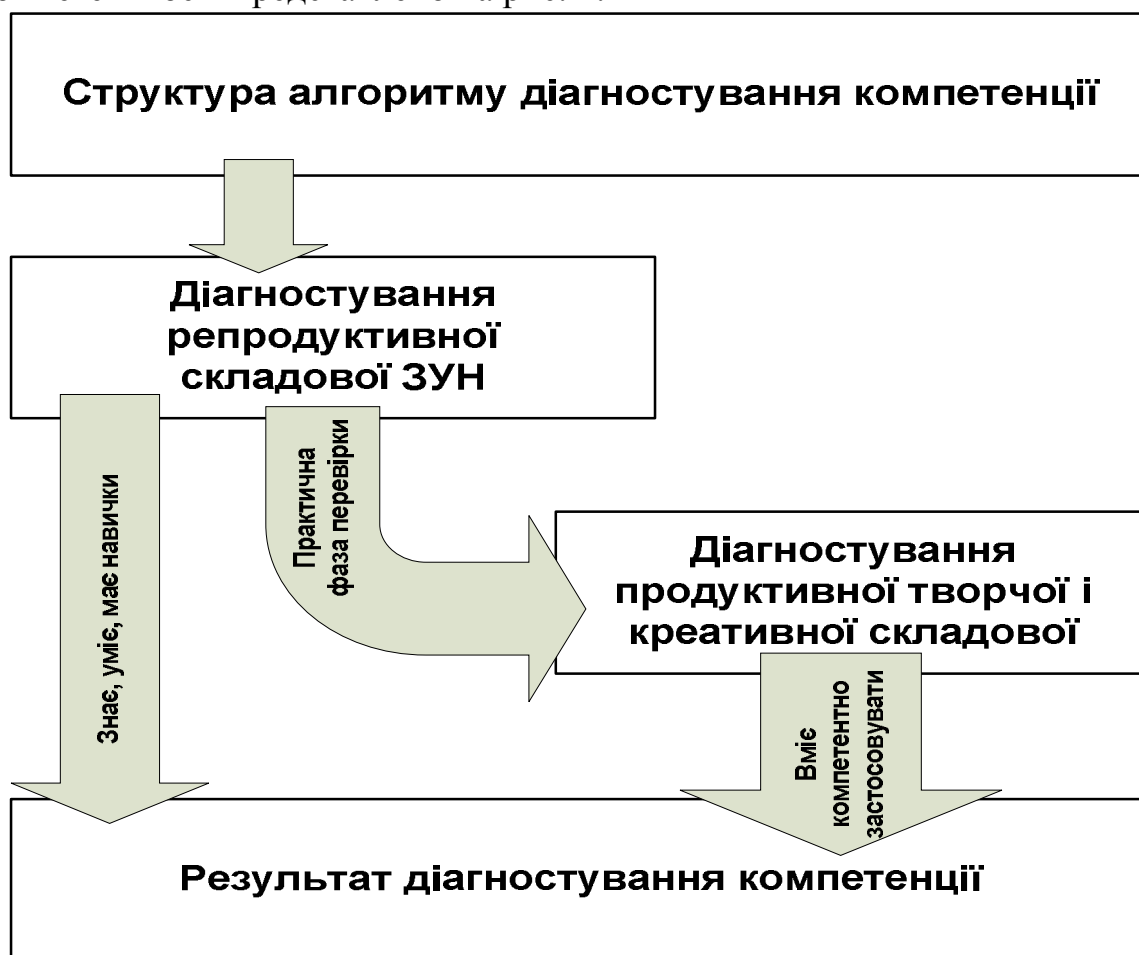 Структура алгоритму діагностування компетенції
Діагностування
репродуктивної
складової ЗУН
Знає, уміє, має навички
Практична
фаза перевірки
Діагностування
продуктивної творчої і
креативної складової
Вміє
компетентно
застосовувати
Результат діагностування компетенції